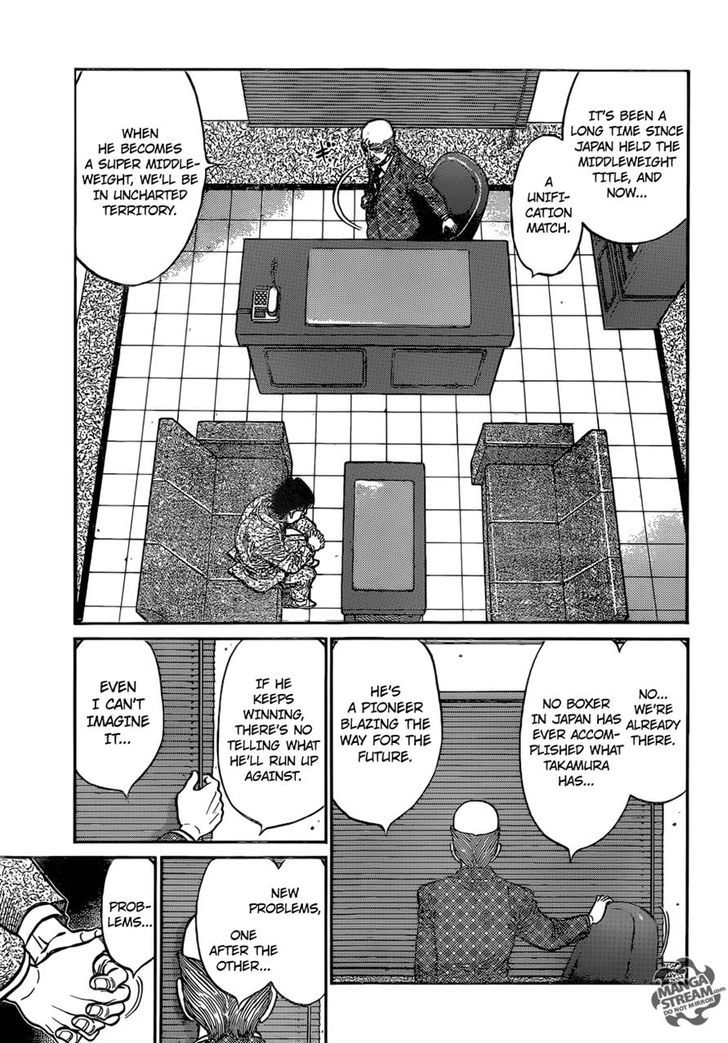 IT'S BEEN A
LONG TIME SINCE
JAPAN HELD THE
MIDDLEWEIGHT
TITLE, AND
NOW...
A
UNIFI-
CATION
MATCH.
WHEN
HE BECOMES
A SUPER MIDDLE-
WEIGHT, WE'LL BE
IN UNCHARTED
TERRITORY.
NO...
WE'RE
ALREADY
THERE.
NO BOXER
IN JAPAN HAS
EVER ACCOM-
PLISHED WHAT
TAKAMURA
HAS...
HE'S
A PIONEER
BLAZING THE
WAY FOR THE
FUTURE.
IF HE
KEEPS
WINNING,
THERE'S NO
TELLING WHAT
HE'LL RUN UP
AGAINST.
EVEN
I CAN'T
IMAGINE
IT...
NEW
PROBLEMS,
ONE
AFTER THE
OTHER...
PROB-
LEMS...
MANGA
STREAM.com
DO NOT MIRROR